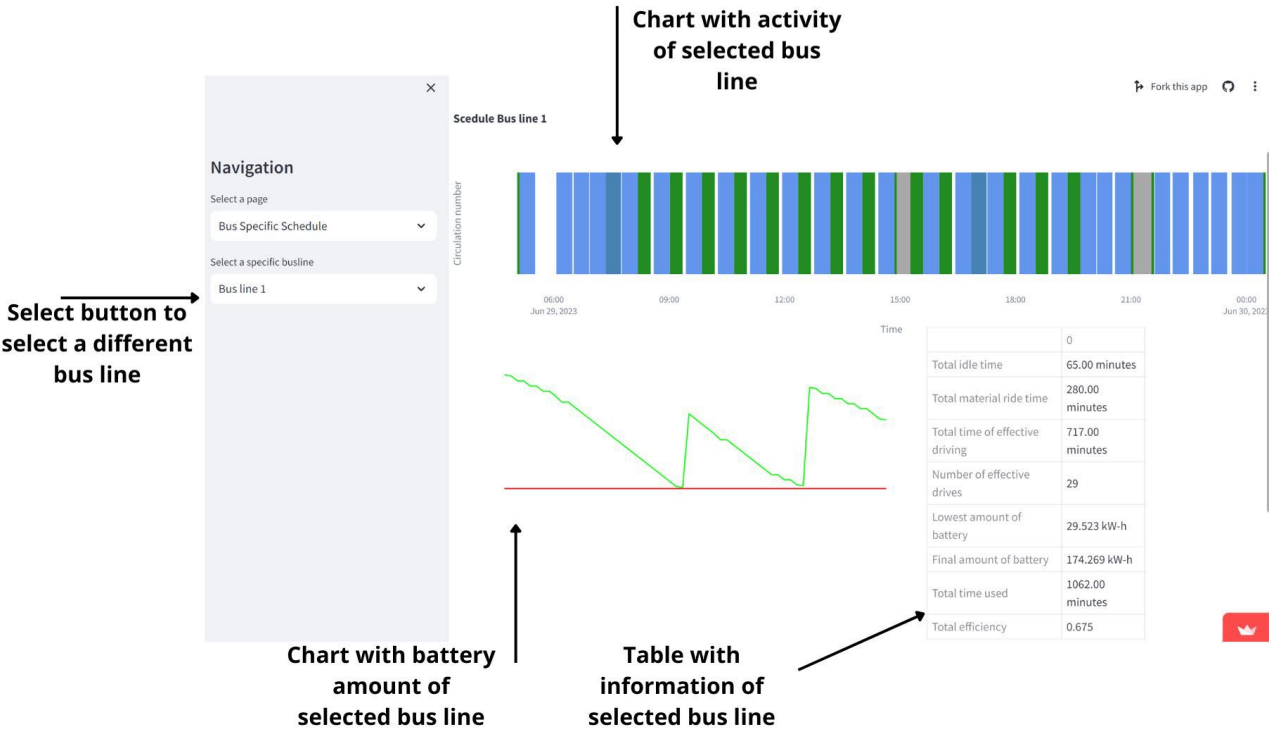 Chart with activity
of selected bus
line
Fork this app
Scedule Bus line 1
Navigation
Select a page
Bus Specific Schedule
Select a specific busline
Bus line 1
Select button to
select a different
bus line
Circulation number
06:00
Jun 29, 2023
09:00
12:00
15:00
18:00
21:00
00:00
Jun 30, 202
Time
0
Total idle time 65.00 minutes
Total material ride time 280.00
minutes
Total time of effective
driving 717.00
minutes
Number of effective
drives 29
Lowest amount of
battery 29.523 kW-h
Final amount of battery 174.269 kW-h
Total time used 1062.00
minutes
Total efficiency 0.675
Chart with battery
amount of
selected bus line
Table with
information of
selected bus line